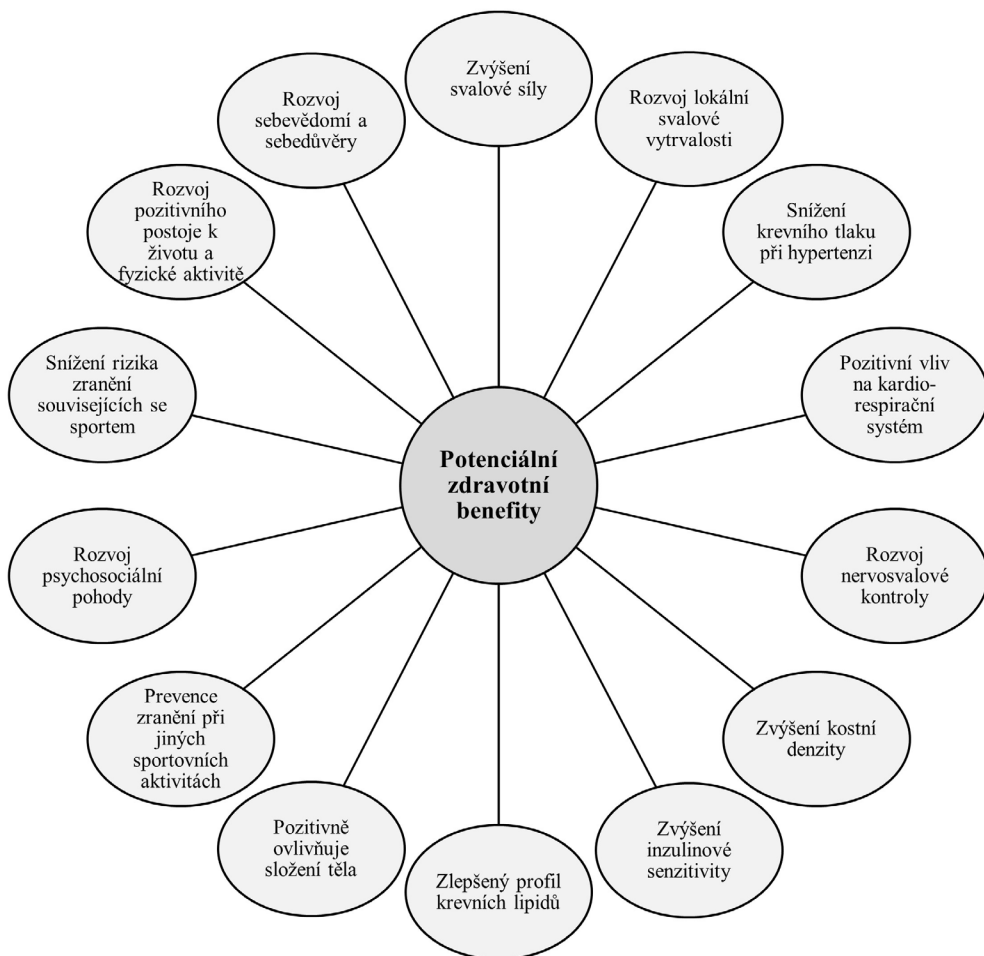 Zvýšení
svalové síly
Rozvoj lokální
svalové
vytrvalosti
Snížení
krevního tlaku
při hypertenzi
Pozitivní vliv
na kardio-
respirační
systém
Rozvoj
nervosvalové
kontroly
Zvýšení kostní
denzity
Zvýšení
inzulinové
senzitivity
Zlepšený profil
krevních lipidů
Pozitivně
ovlivňuje
složení těla
Prevence
zranění při
jiných
sportovních
aktivitách
Rozvoj
psychosociální
pohody
Snížení rizika
zranění
souvisejících se
sportem
Rozvoj
pozitivního
postoje k
životu a
fyzické aktivitě
Rozvoj
sebevědomí a
sebedůvěry
Potenciální
zdravotní
benefity